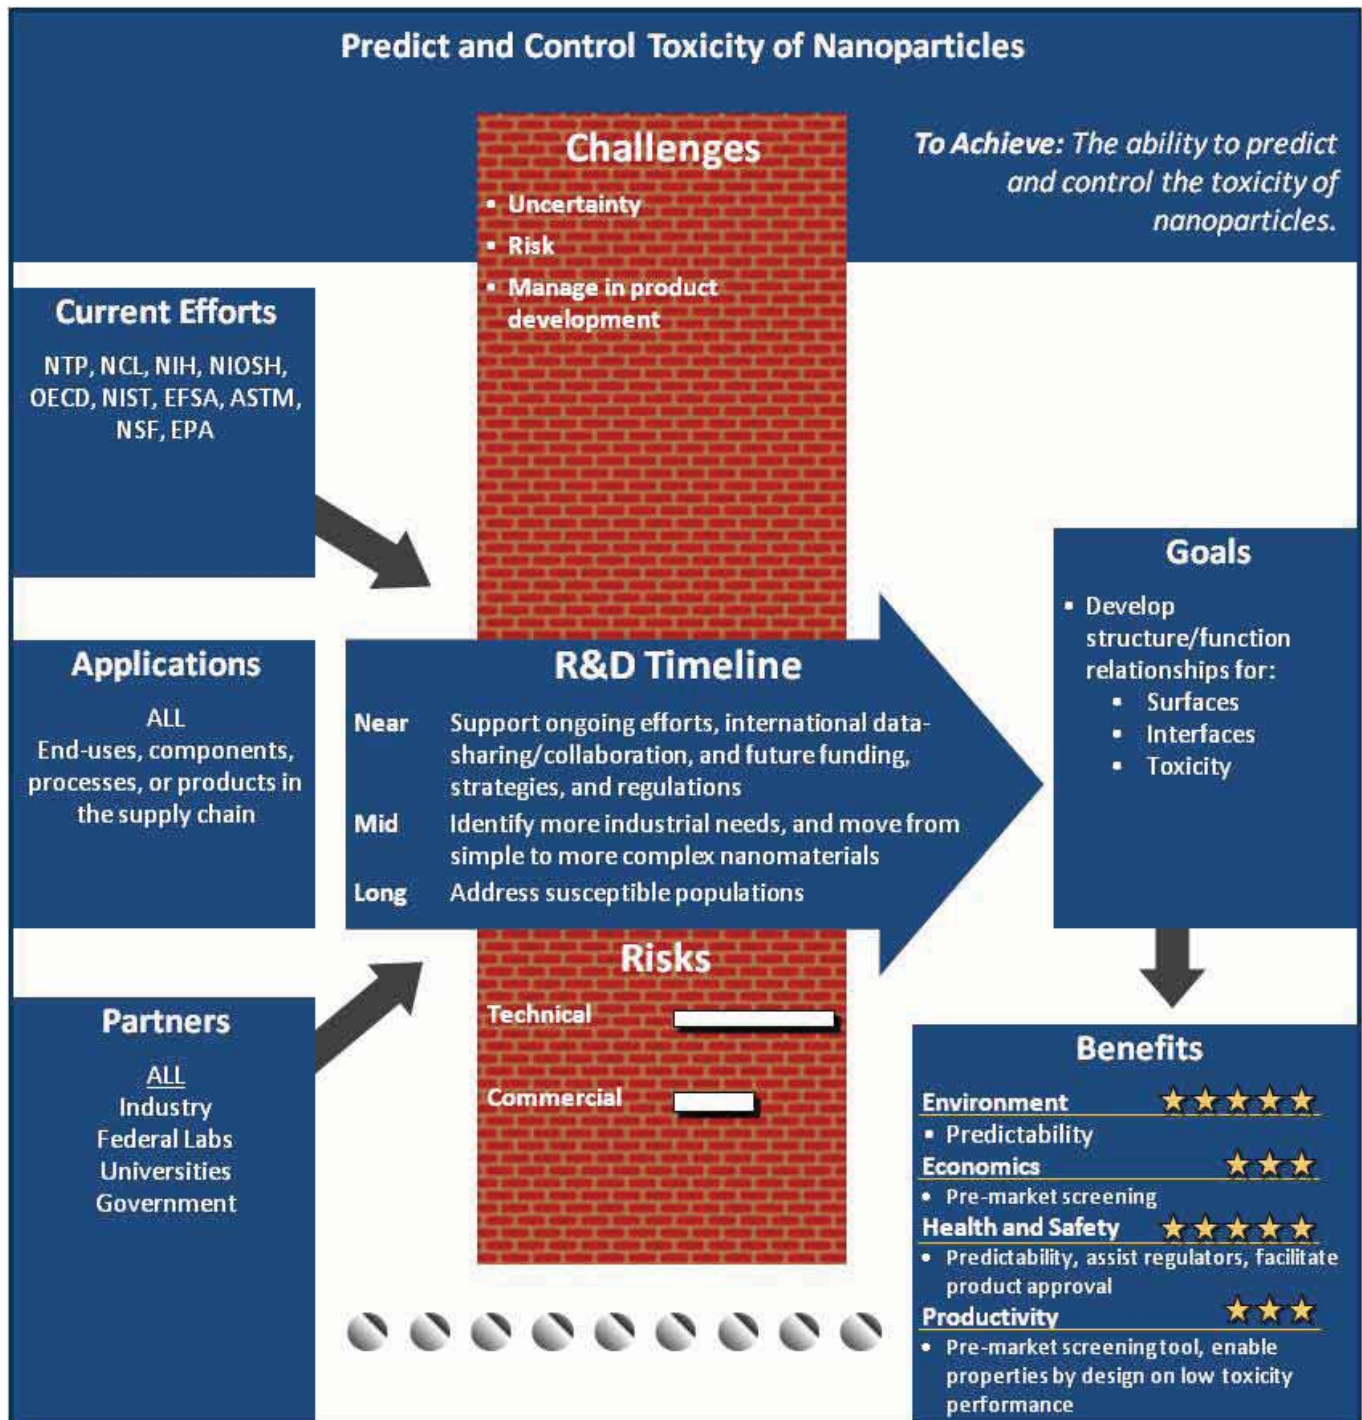 Predict and Control Toxicity of Nanoparticles
Challenges
▪ Uncertainty
▪ Risk
▪ Manage in product
development
To Achieve: The ability to predict
and control the toxicity of
nanoparticles.
Current Efforts
NTP, NCL, NIH, NIOSH,
OECD, NIST, EFSA, ASTM,
NSF, EPA
Applications
ALL
End-uses, components,
processes, or products in
the supply chain
Partners
ALL
Industry
Federal Labs
Universities
Government
R&D Timeline
Near Support ongoing efforts, international data-
sharing/collaboration, and future funding,
strategies, and regulations
Mid Identify more industrial needs, and move from
simple to more complex nanomaterials
Long Address susceptible populations
Risks
Technical
Commercial
Goals
▪ Develop
structure/function
relationships for:
▪ Surfaces
▪ Interfaces
▪ Toxicity
Benefits
Environment
▪ Predictability
Economics
• Pre-market screening
Health and Safety
• Predictability, assist regulators, facilitate
product approval
Productivity
• Pre-market screening tool, enable
properties by design on low toxicity
performance